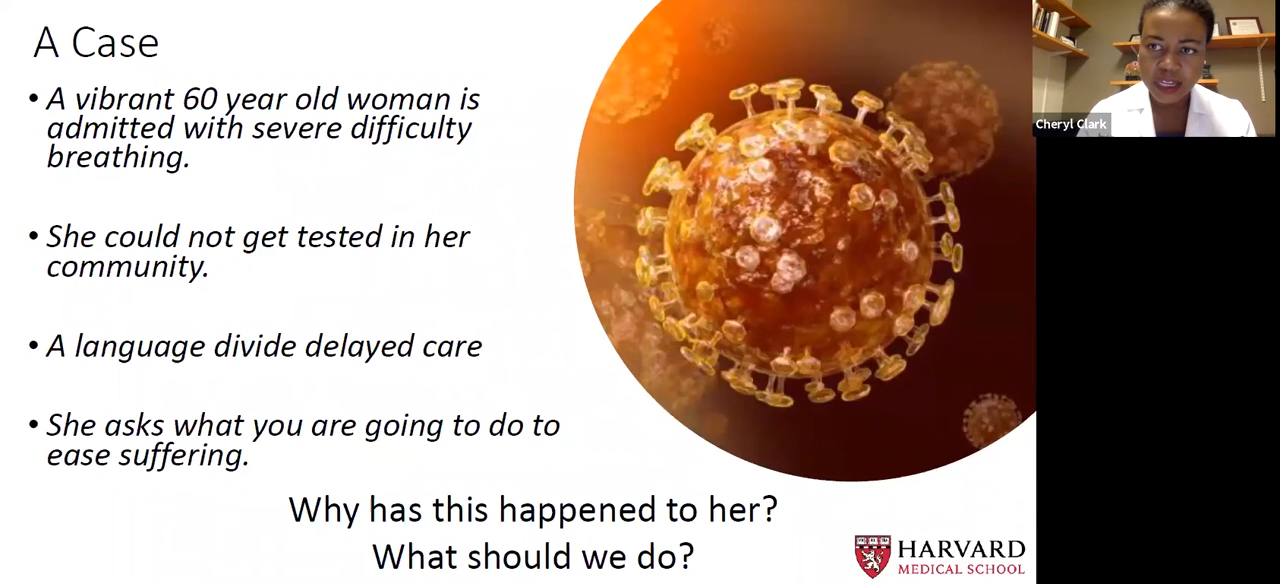 A Case
• A vibrant 60 year old woman is
admitted with severe difficulty
breathing.
• She could not get tested in her
community.
• A language divide delayed care
• She asks what you are going to do to
ease suffering.
Why has this happened to her?
What should we do?
HARVARD
MEDICAL SCHOOL
Cheryl Clark